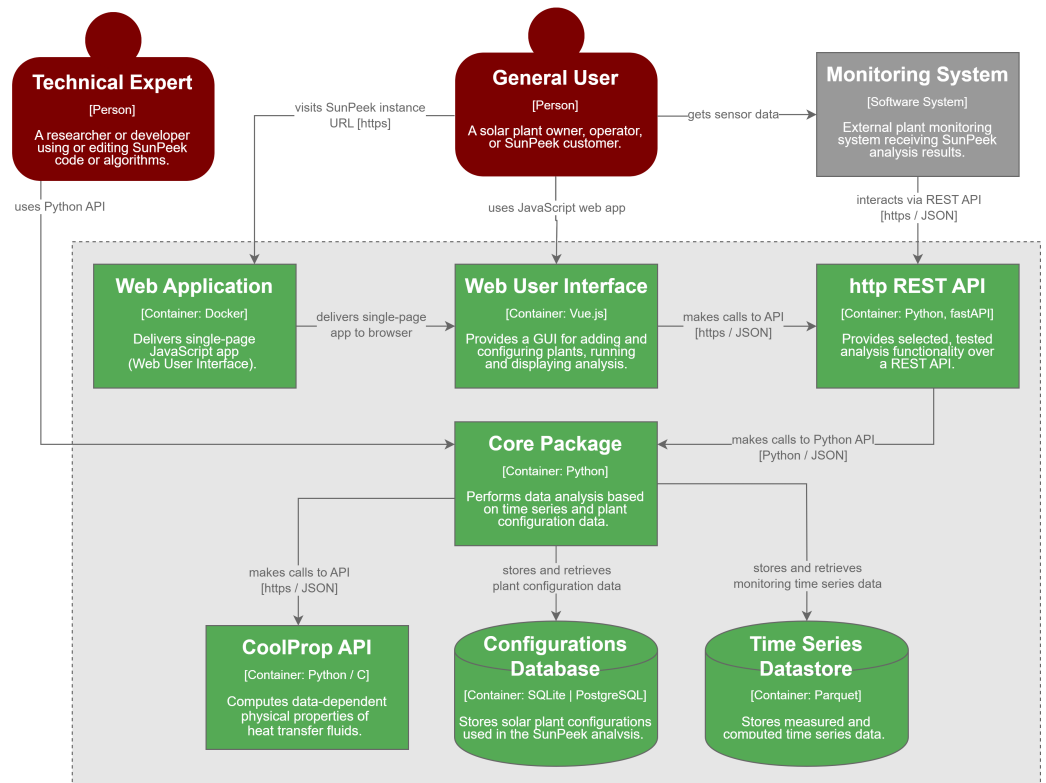 Technical Expert
[Person]
A researcher or developer
using or editing SunPeek
code or algorithms.
General User
[Person]
A solar plant owner, operator,
or SunPeek customer.
Monitoring System
[Software System]
External plant monitoring
system receiving SunPeek
analysis results.
visits SunPeek instance
URL [https]
gets sensor data
uses Python API
uses JavaScript web app
interacts via REST API
[https / JSON]
Web Application
[Container: Docker]
Delivers single-page
JavaScript app
(Web User Interface).
delivers single-page
app to browser
Web User Interface
[Container: Vue.js]
Provides a GUI for adding and
configuring plants, running
and displaying analysis.
makes calls to API
[https / JSON]
http REST API
[Container: Python, fastAPI]
Provides selected, tested
analysis functionality over
a REST API.
Core Package
[Container: Python]
Performs data analysis based
on time series and plant
configuration data.
makes calls to Python API
[Python / JSON]
makes calls to API
[https / JSON]
stores and retrieves
plant configuration data
stores and retrieves
monitoring time series data
CoolProp API
[Container: Python / C]
Computes data-dependent
physical properties of
heat transfer fluids.
Configurations
Database
[Container: SQLite | PostgreSQL]
Stores solar plant configurations
used in the SunPeek analysis.
Time Series
Datastore
[Container: Parquet]
Stores measured and
computed time series data.